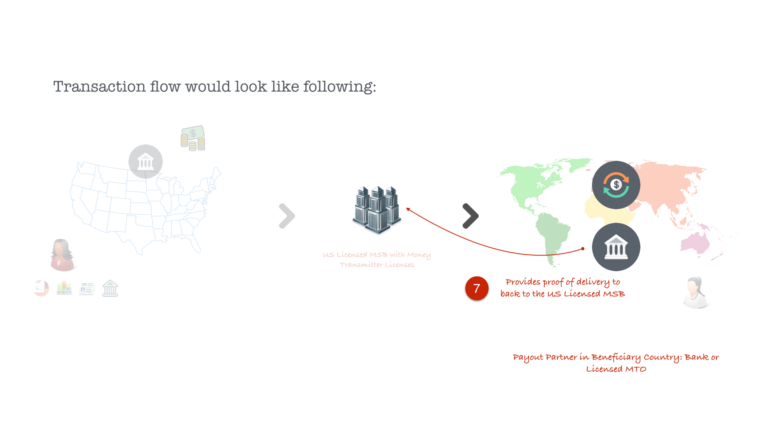 Transaction flow would look like following:
US Licensed MSB with Money
Transmitter Licenses
7
Provides proof of delivery to
back to the US Licensed MSB
Payout Partner in Beneficiary Country: Bank or
Licensed MTO